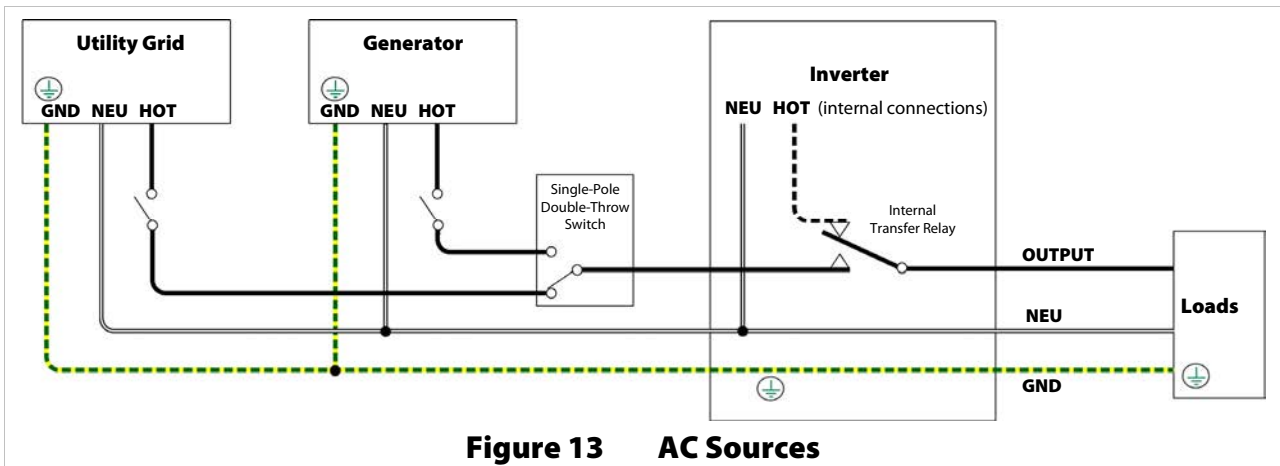 Utility Grid
GND NEU HOT
Generator
GND NEU HOT
Single-Pole
Double-Throw
Switch
Inverter
NEU HOT (internal connections)
Internal
Transfer Relay
OUTPUT
NEU
GND
Loads
Figure 13 AC Sources